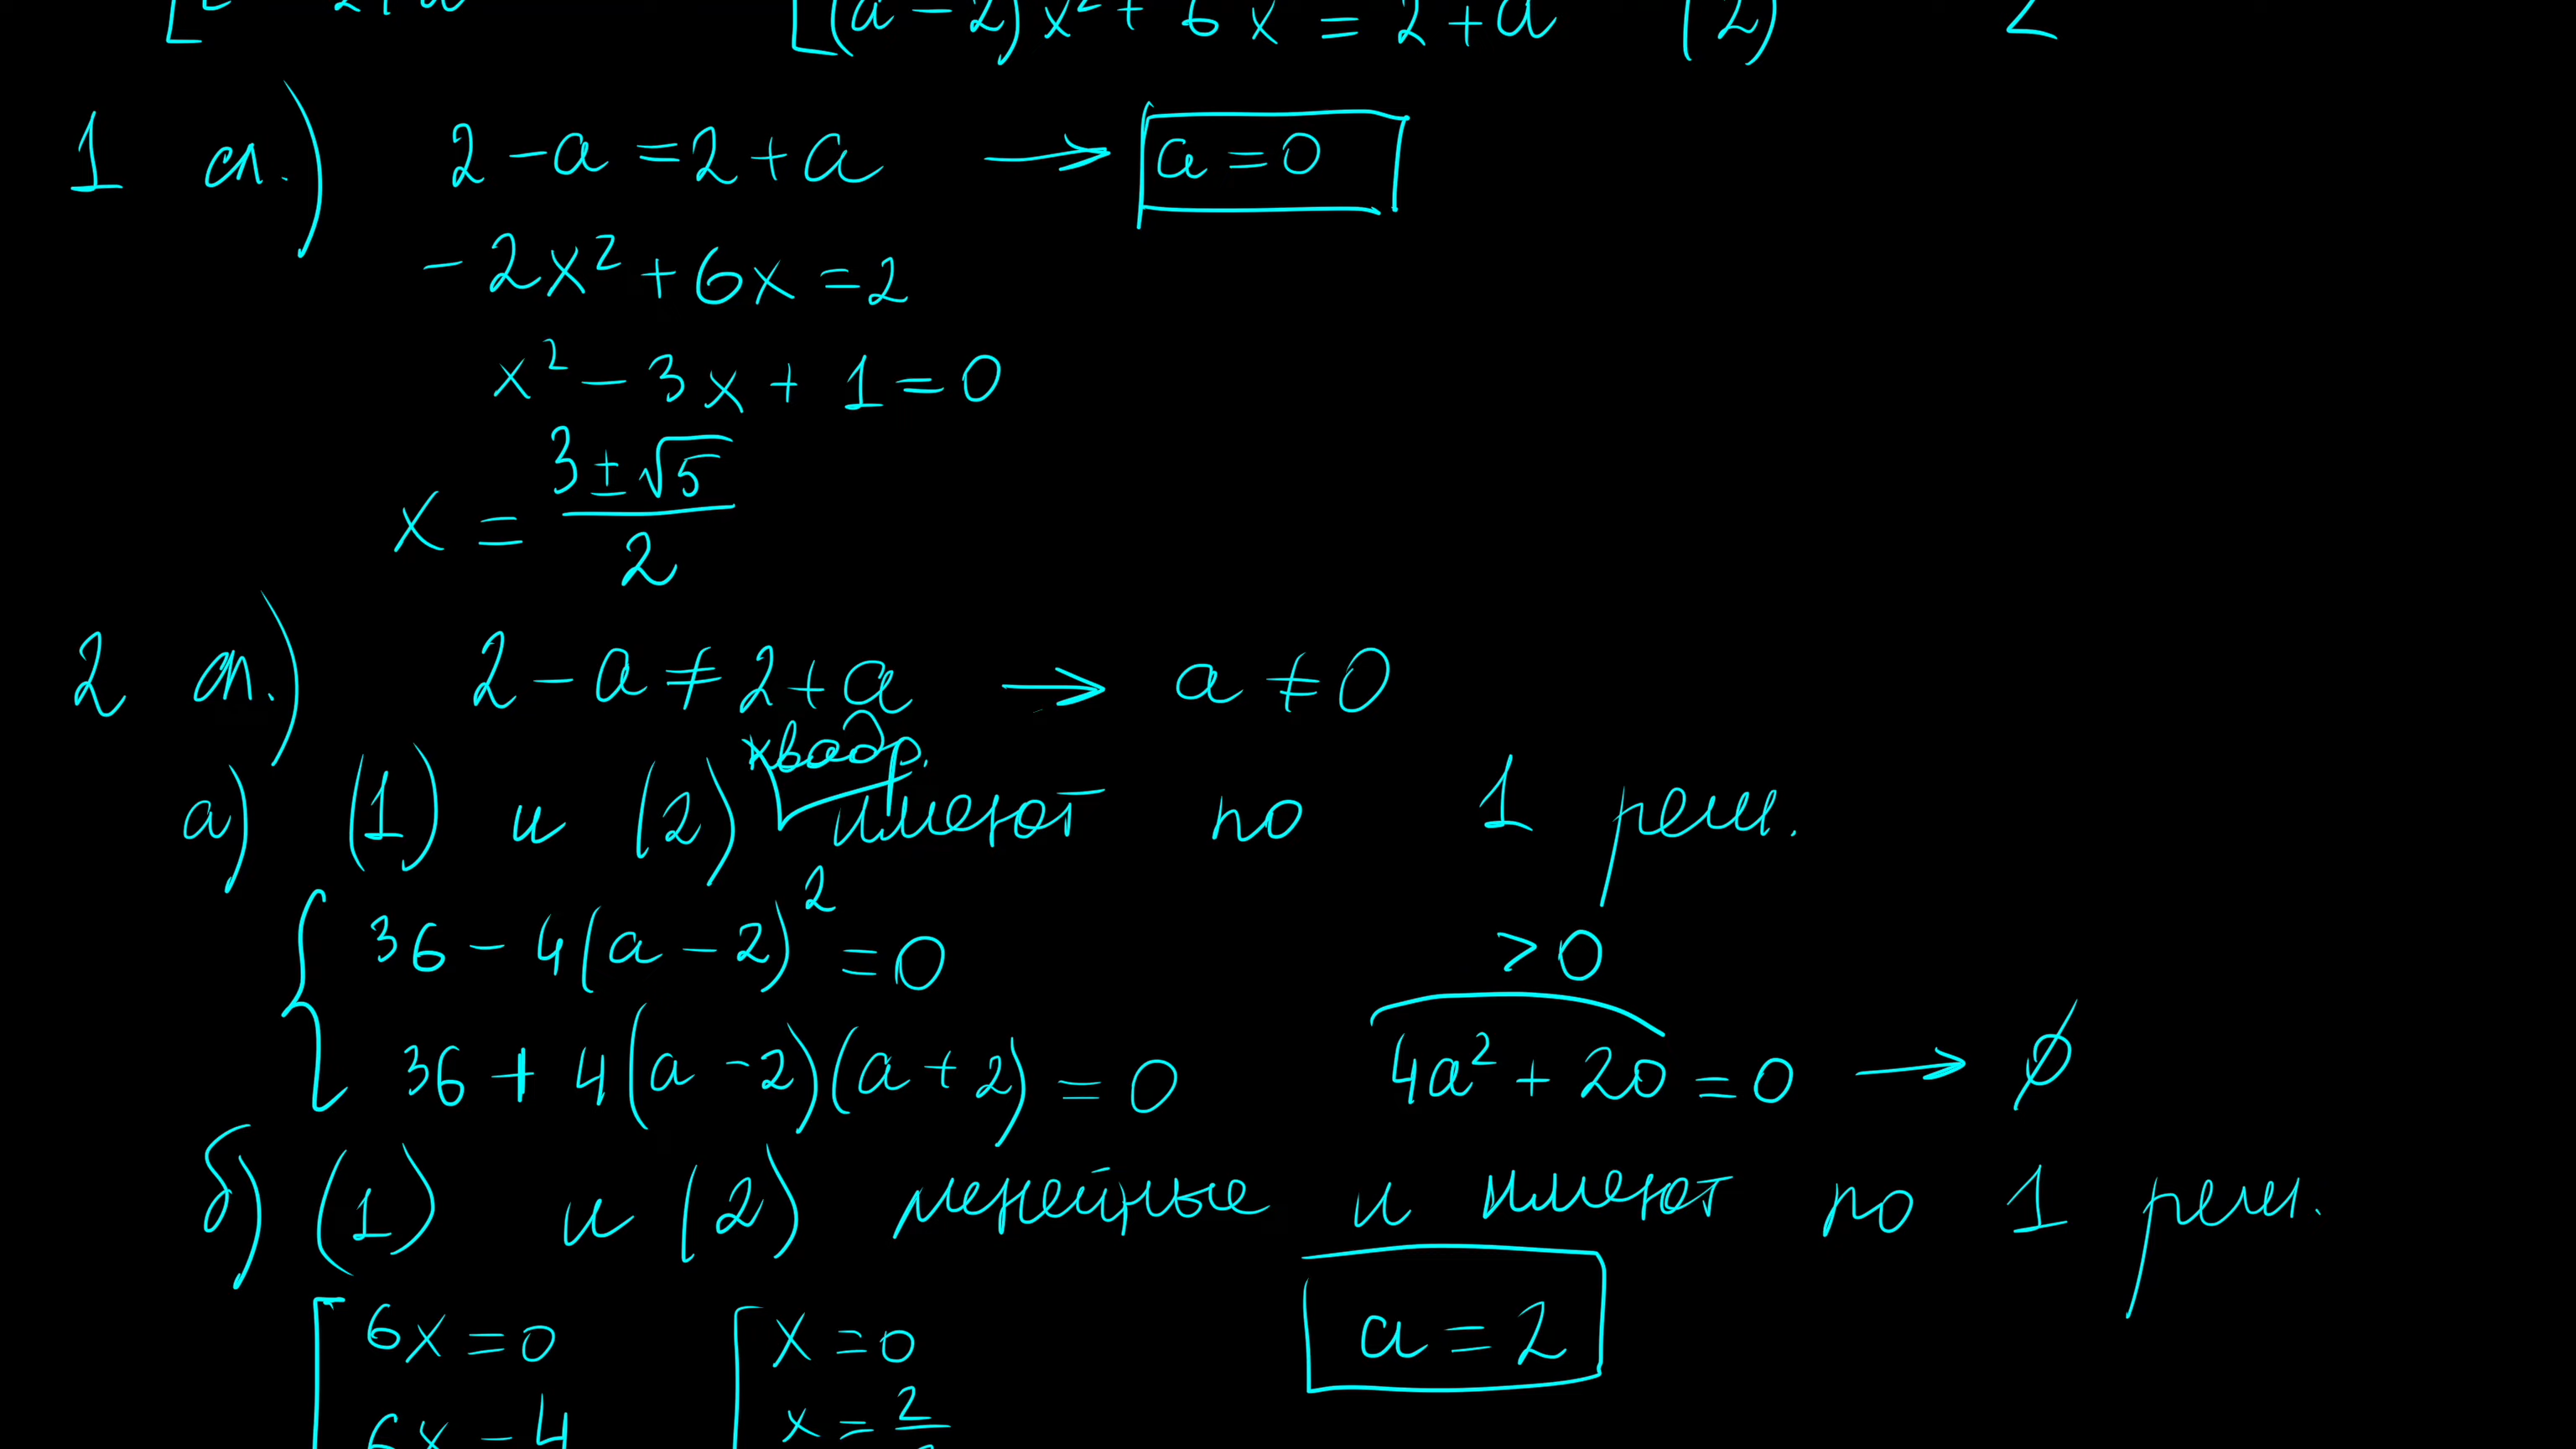 [(a-2)x²+6x=2+a (2) 2
1 сл.) 2-a=2+a → a=0
-2x²+6x=2
x²-3x+1=0
x = (3±√5)/2
2 сл.) 2-a≠2+a → a≠0
квадр.
а) (1) и (2) имеют по 1 реш.
{ 36-4(a-2)²=0 >0
36+4(a-2)(a+2)=0 4a²+20=0 → ∅
б) (1) и (2) линейные и имеют по 1 реш.
[ 6x=0 [ x=0 a=2
6x=4 x=2